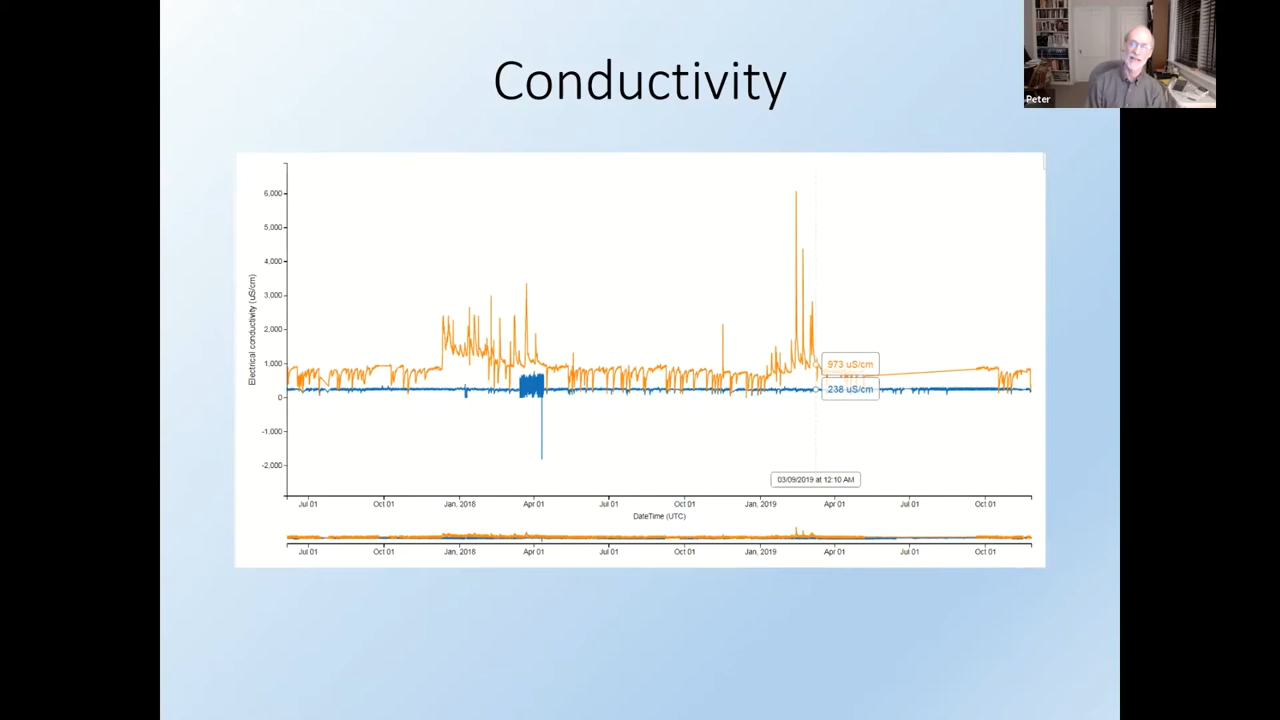 Conductivity
Peter
6,000
5,000
4,000
3,000
2,000
1,000
0
-1,000
-2,000
Electrical conductivity (uS/cm)
973 uS/cm
238 uS/cm
03/09/2019 at 12:10 AM
Jul 01 Oct 01 Jan, 2018 Apr 01 Jul 01 Oct 01 Jan, 2019 Apr 01 Jul 01 Oct 01
DateTime (UTC)
Jul 01 Oct 01 Jan, 2018 Apr 01 Jul 01 Oct 01 Jan, 2019 Apr 01 Jul 01 Oct 01